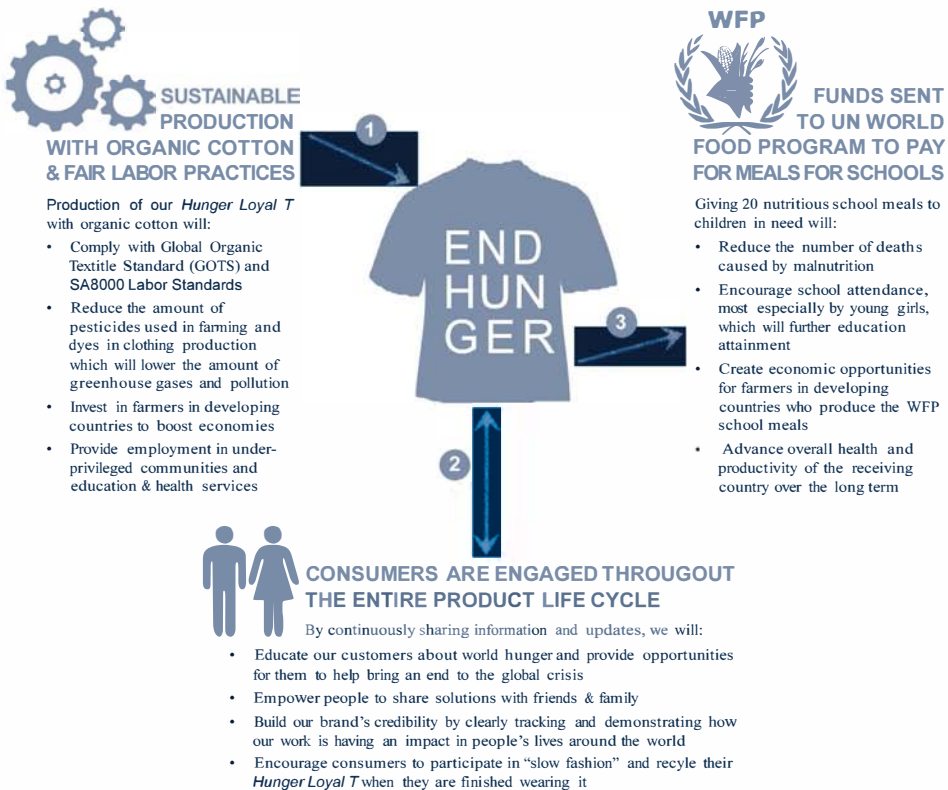 SUSTAINABLE
PRODUCTION
WITH ORGANIC COTTON
& FAIR LABOR PRACTICES
Production of our Hunger Loyal T
with organic cotton will:
• Comply with Global Organic
Textitle Standard (GOTS) and
SA8000 Labor Standards
• Reduce the amount of
pesticides used in farming and
dyes in clothing production
which will lower the amount of
greenhouse gases and pollution
• Invest in farmers in developing
countries to boost economies
• Provide employment in under-
privileged communities and
education & health services
1
END
HUN
GER
2
3
WFP
FUNDS SENT
TO UN WORLD
FOOD PROGRAM TO PAY
FOR MEALS FOR SCHOOLS
Giving 20 nutritious school meals to
children in need will:
• Reduce the number of deaths
caused by malnutrition
• Encourage school attendance,
most especially by young girls,
which will further education
attainment
• Create economic opportunities
for farmers in developing
countries who produce the WFP
school meals
• Advance overall health and
productivity of the receiving
country over the long term
CONSUMERS ARE ENGAGED THROUGOUT
THE ENTIRE PRODUCT LIFE CYCLE
By continuously sharing information and updates, we will:
• Educate our customers about world hunger and provide opportunities
for them to help bring an end to the global crisis
• Empower people to share solutions with friends & family
• Build our brand's credibility by clearly tracking and demonstrating how
our work is having an impact in people's lives around the world
• Encourage consumers to participate in “slow fashion” and recyle their
Hunger Loyal T when they are finished wearing it